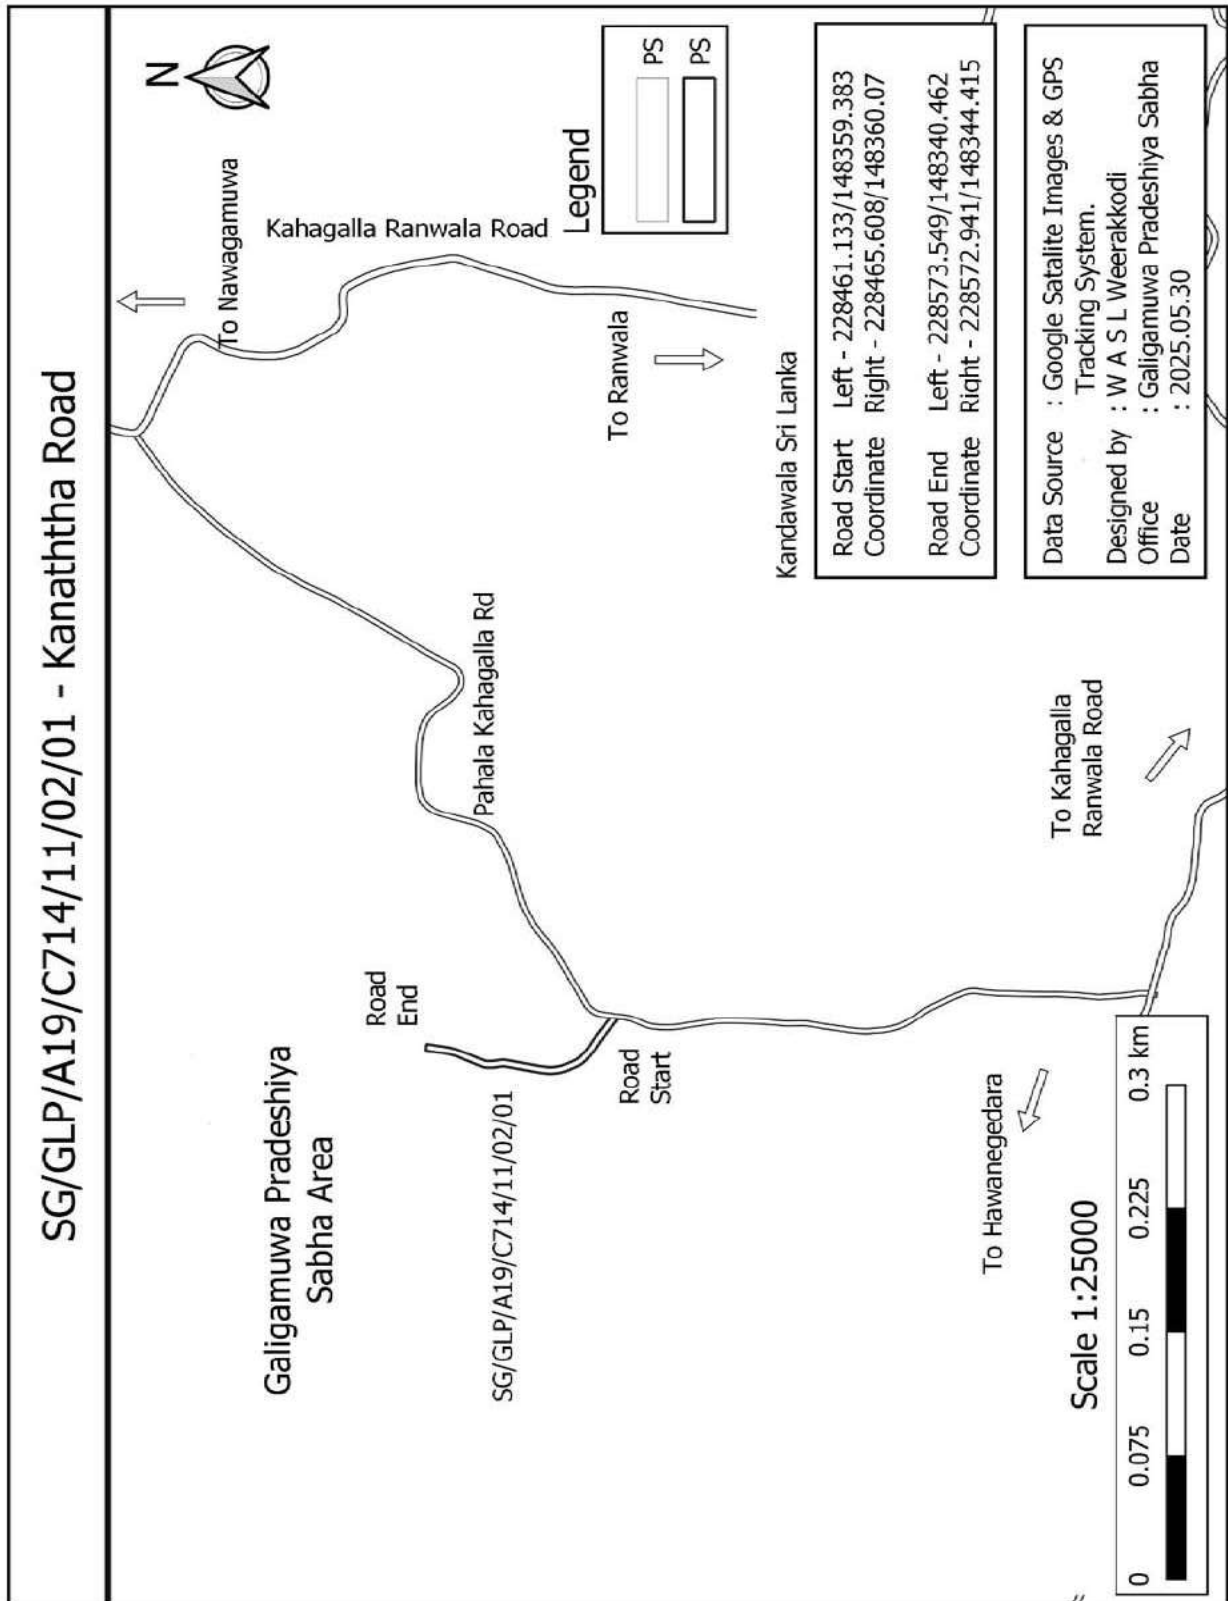 SG/GLP/A19/C714/11/02/01 - Kanaththa Road
N
To Nawagamuwa
Kahagalla Ranwala Road
Legend
PS
PS
Galigamuwa Pradeshiya
Sabha Area
Road
End
Pahala Kahagalla Rd
SG/GLP/A19/C714/11/02/01
Road
Start
To Ranwala
Kandawala Sri Lanka
Road Start Left - 228461.133/148359.383
Coordinate Right - 228465.608/148360.07
Road End Left - 228573.549/148340.462
Coordinate Right - 228572.941/148344.415
To Hawanegedara
To Kahagalla
Ranwala Road
Scale 1:25000
0 0.075 0.15 0.225 0.3 km
Data Source : Google Satalite Images & GPS
Tracking System.
Designed by : W A S L Weerakkodi
Office : Galigamuwa Pradeshiya Sabha
Date : 2025.05.30